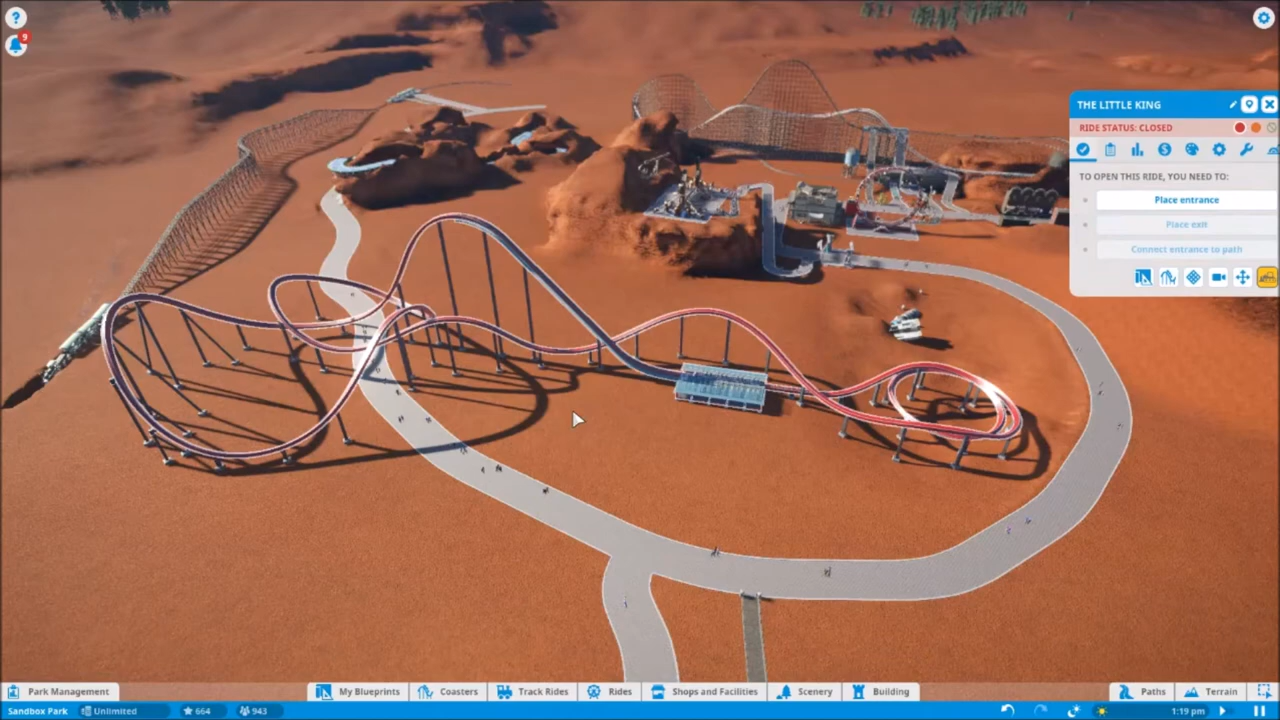 ?
9
THE LITTLE KING
RIDE STATUS: CLOSED
TO OPEN THIS RIDE, YOU NEED TO:
Place entrance
Place exit
Connect entrance to path
Park Management
My Blueprints
Coasters
Track Rides
Rides
Shops and Facilities
Scenery
Building
Paths
Terrain
Sandbox Park
Unlimited
664
943
1:19 pm